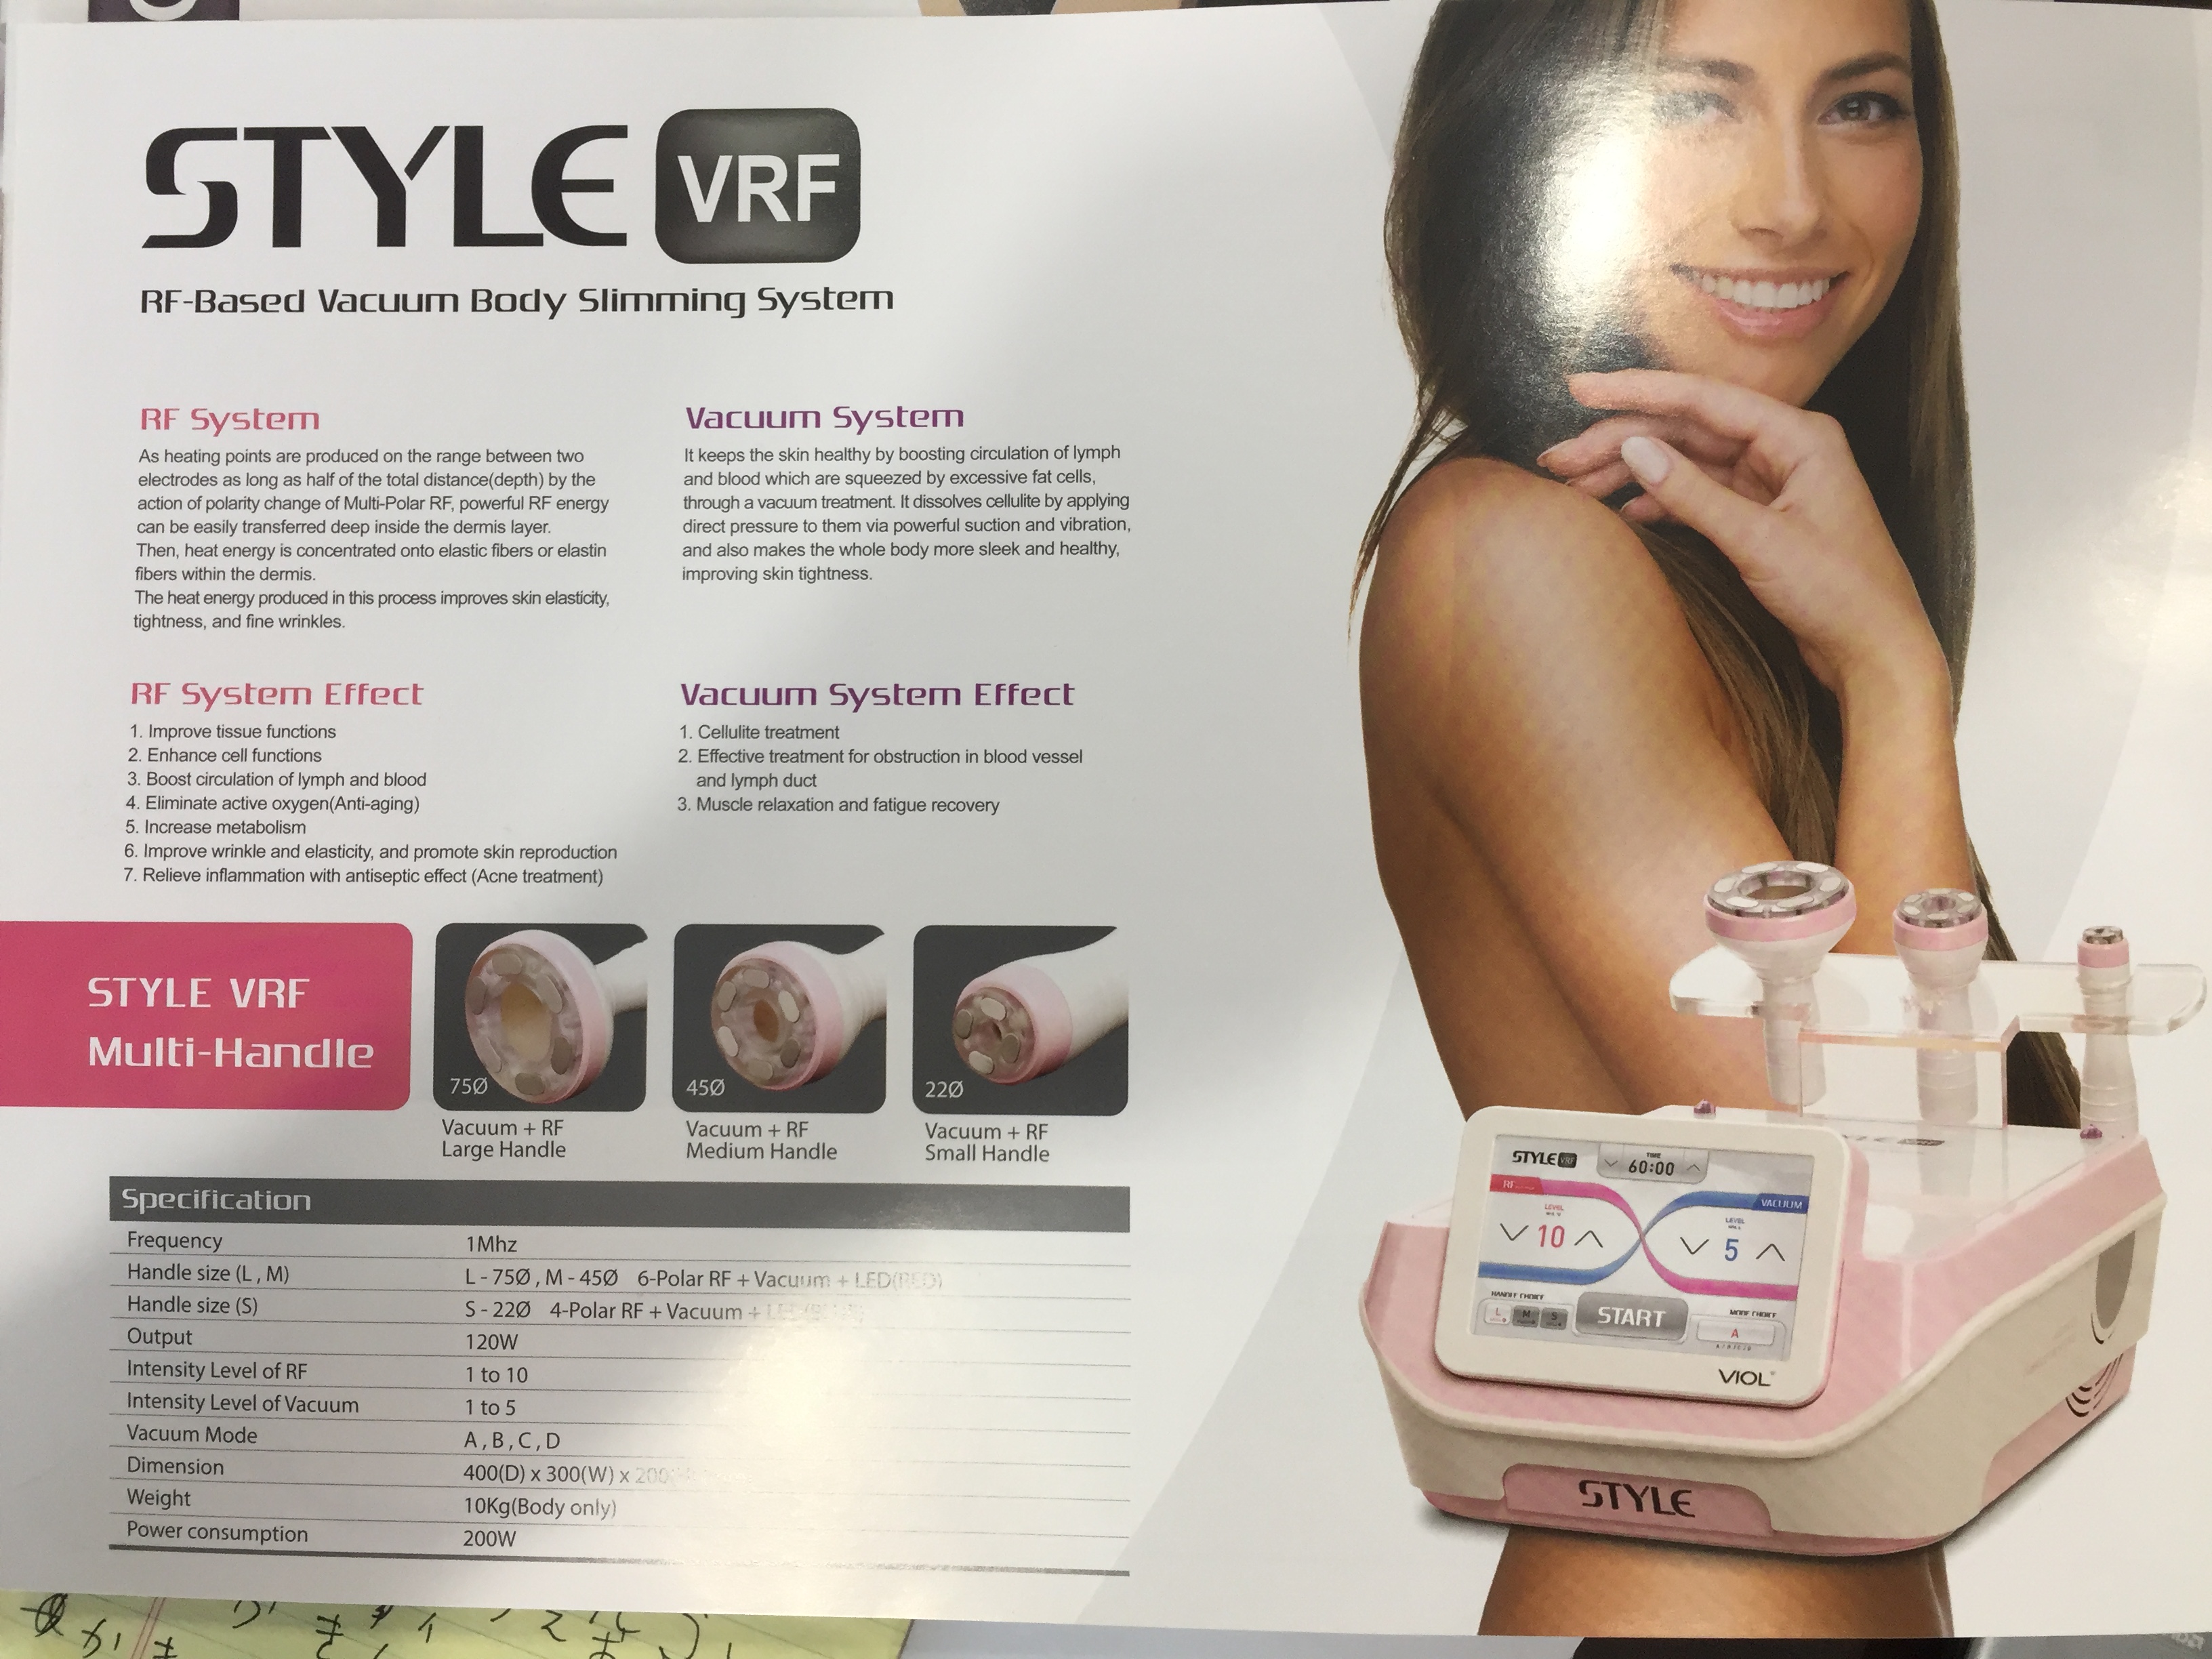 STYLE VRF
RF-Based Vacuum Body Slimming System
RF System
As heating points are produced on the range between two
electrodes as long as half of the total distance(depth) by the
action of polarity change of Multi-Polar RF, powerful RF energy
can be easily transferred deep inside the dermis layer.
Then, heat energy is concentrated onto elastic fibers or elastin
fibers within the dermis.
The heat energy produced in this process improves skin elasticity,
tightness, and fine wrinkles.
Vacuum System
It keeps the skin healthy by boosting circulation of lymph
and blood which are squeezed by excessive fat cells,
through a vacuum treatment. It dissolves cellulite by applying
direct pressure to them via powerful suction and vibration,
and also makes the whole body more sleek and healthy,
improving skin tightness.
RF System Effect
1. Improve tissue functions
2. Enhance cell functions
3. Boost circulation of lymph and blood
4. Eliminate active oxygen(Anti-aging)
5. Increase metabolism
6. Improve wrinkle and elasticity, and promote skin reproduction
7. Relieve inflammation with antiseptic effect (Acne treatment)
Vacuum System Effect
1. Cellulite treatment
2. Effective treatment for obstruction in blood vessel
and lymph duct
3. Muscle relaxation and fatigue recovery
STYLE VRF
Multi-Handle
75Ø
Vacuum + RF
Large Handle
45Ø
Vacuum + RF
Medium Handle
22Ø
Vacuum + RF
Small Handle
Specification
Frequency 1Mhz
Handle size (L , M) L - 75Ø , M - 45Ø 6-Polar RF + Vacuum + LED(RED)
Handle size (S) S - 22Ø 4-Polar RF + Vacuum +
Output 120W
Intensity Level of RF 1 to 10
Intensity Level of Vacuum 1 to 5
Vacuum Mode A , B , C , D
Dimension 400(D) x 300(W) x
Weight 10Kg(Body only)
Power consumption 200W
STYLE VRF
TIME
60:00
RF
VACUUM
LEVEL
10
LEVEL
5
HANDLE CHOICE
L M S
START
MODE CHOICE
A
VIOL
STYLE